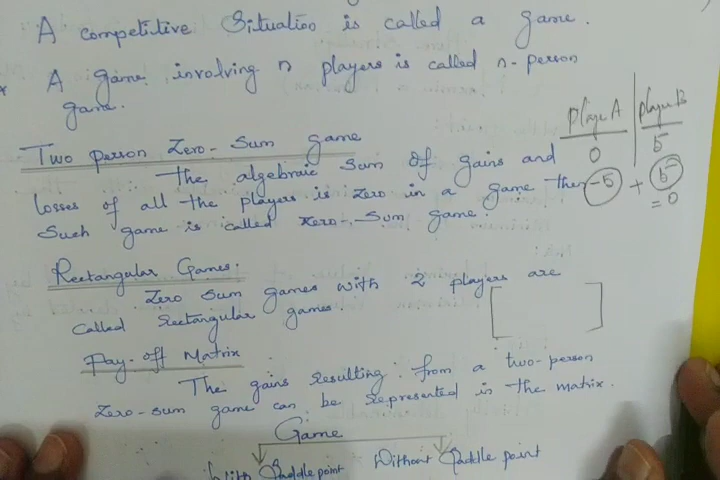 A competitive Situation is called a game.
* A game involving n players is called n-person
game.
Two person Zero-Sum game
The algebraic sum of gains and
losses of all the players is zero in a game then
Such game is called zero-Sum game.
Player A | Player B
0 | 5
-5 + 5
= 0
Rectangular Games.
Zero sum games with 2 players are
called rectangular games.
Pay-off Matrix
The gains resulting from a two-person
zero-sum game can be represented in the matrix.
Game
With Saddle point Without Saddle point